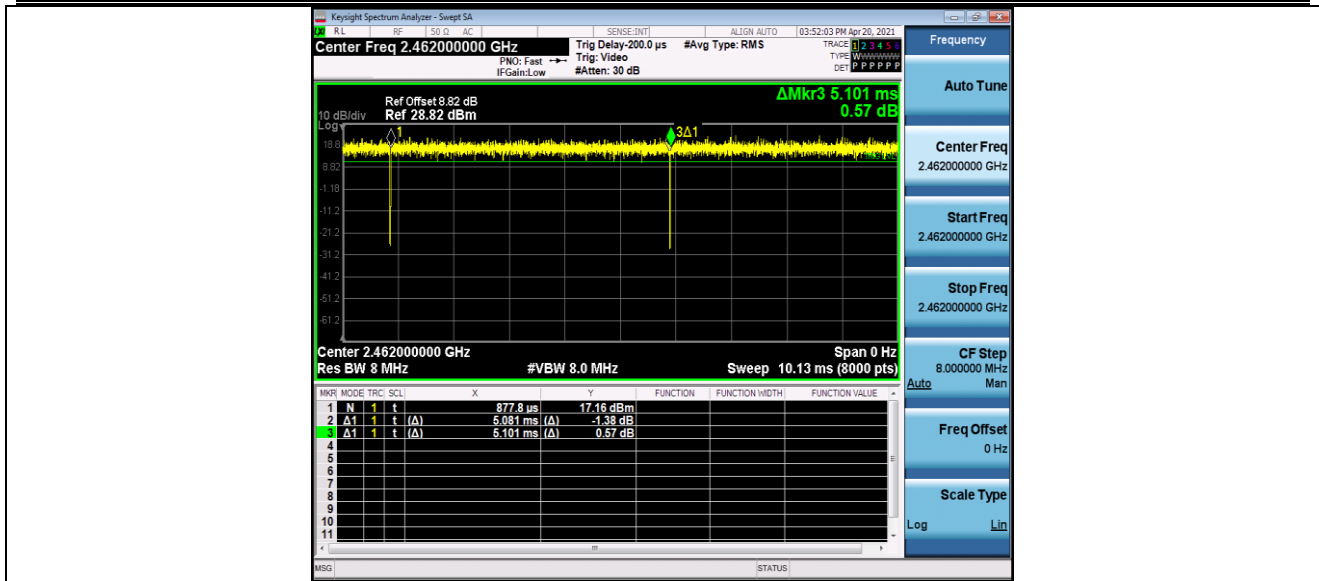 Keysight Spectrum Analyzer - Swept SA
RL RF 50 Ω AC SENSE:INT ALIGN AUTO 03:52:03 PM Apr 20, 2021
Center Freq 2.462000000 GHz
PNO: Fast
IFGain:Low
Trig Delay-200.0 µs
Trig: Video
#Atten: 30 dB
#Avg Type: RMS
TRACE 1 2 3 4 5 6
TYPE W
DET P P P P P P
ΔMkr3 5.101 ms
0.57 dB
10 dB/div
Log
Ref Offset 8.82 dB
Ref 28.82 dBm
1
3Δ1
18.8
8.82
-1.18
-11.2
-21.2
-31.2
-41.2
-51.2
-61.2
Center 2.462000000 GHz Span 0 Hz
Res BW 8 MHz #VBW 8.0 MHz Sweep 10.13 ms (8000 pts)
MKR MODE TRC SCL X Y FUNCTION FUNCTION WIDTH FUNCTION VALUE
1 N 1 t 877.8 µs 17.16 dBm
2 Δ1 1 t (Δ) 5.081 ms (Δ) -1.38 dB
3 Δ1 1 t (Δ) 5.101 ms (Δ) 0.57 dB
4
5
6
7
8
9
10
11
MSG STATUS
Frequency
Auto Tune
Center Freq
2.462000000 GHz
Start Freq
2.462000000 GHz
Stop Freq
2.462000000 GHz
CF Step
8.000000 MHz
Auto Man
Freq Offset
0 Hz
Scale Type
Log Lin